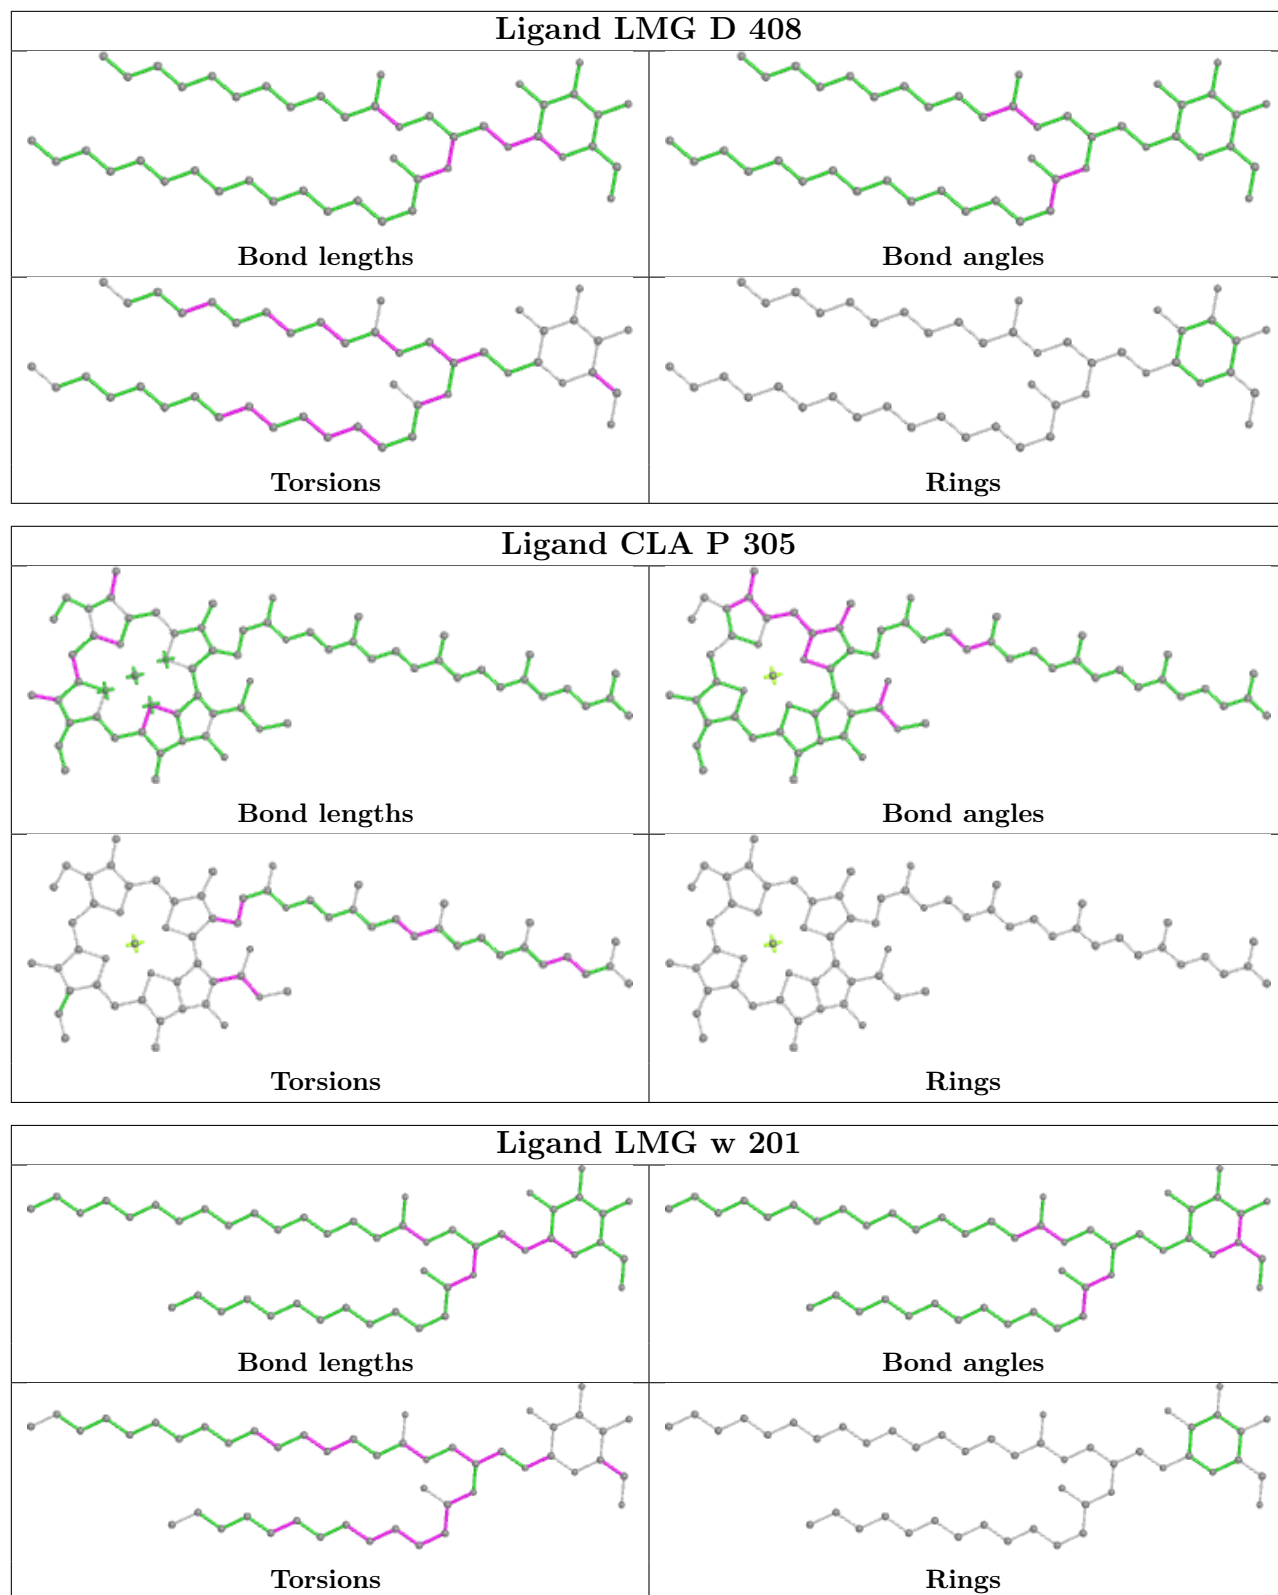 Ligand LMG D 408
Bond lengths
Bond angles
Torsions
Rings
Ligand CLA P 305
Bond lengths
Bond angles
Torsions
Rings
Ligand LMG w 201
Bond lengths
Bond angles
Torsions
Rings